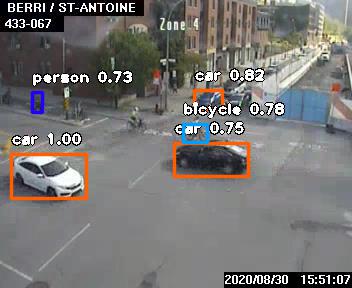 BERRI / ST-ANTOINE
433-067
Zone 4
person 0.73
car 0.82
bicycle 0.78
car 0.75
car 1.00
2020/08/30 15:51:07